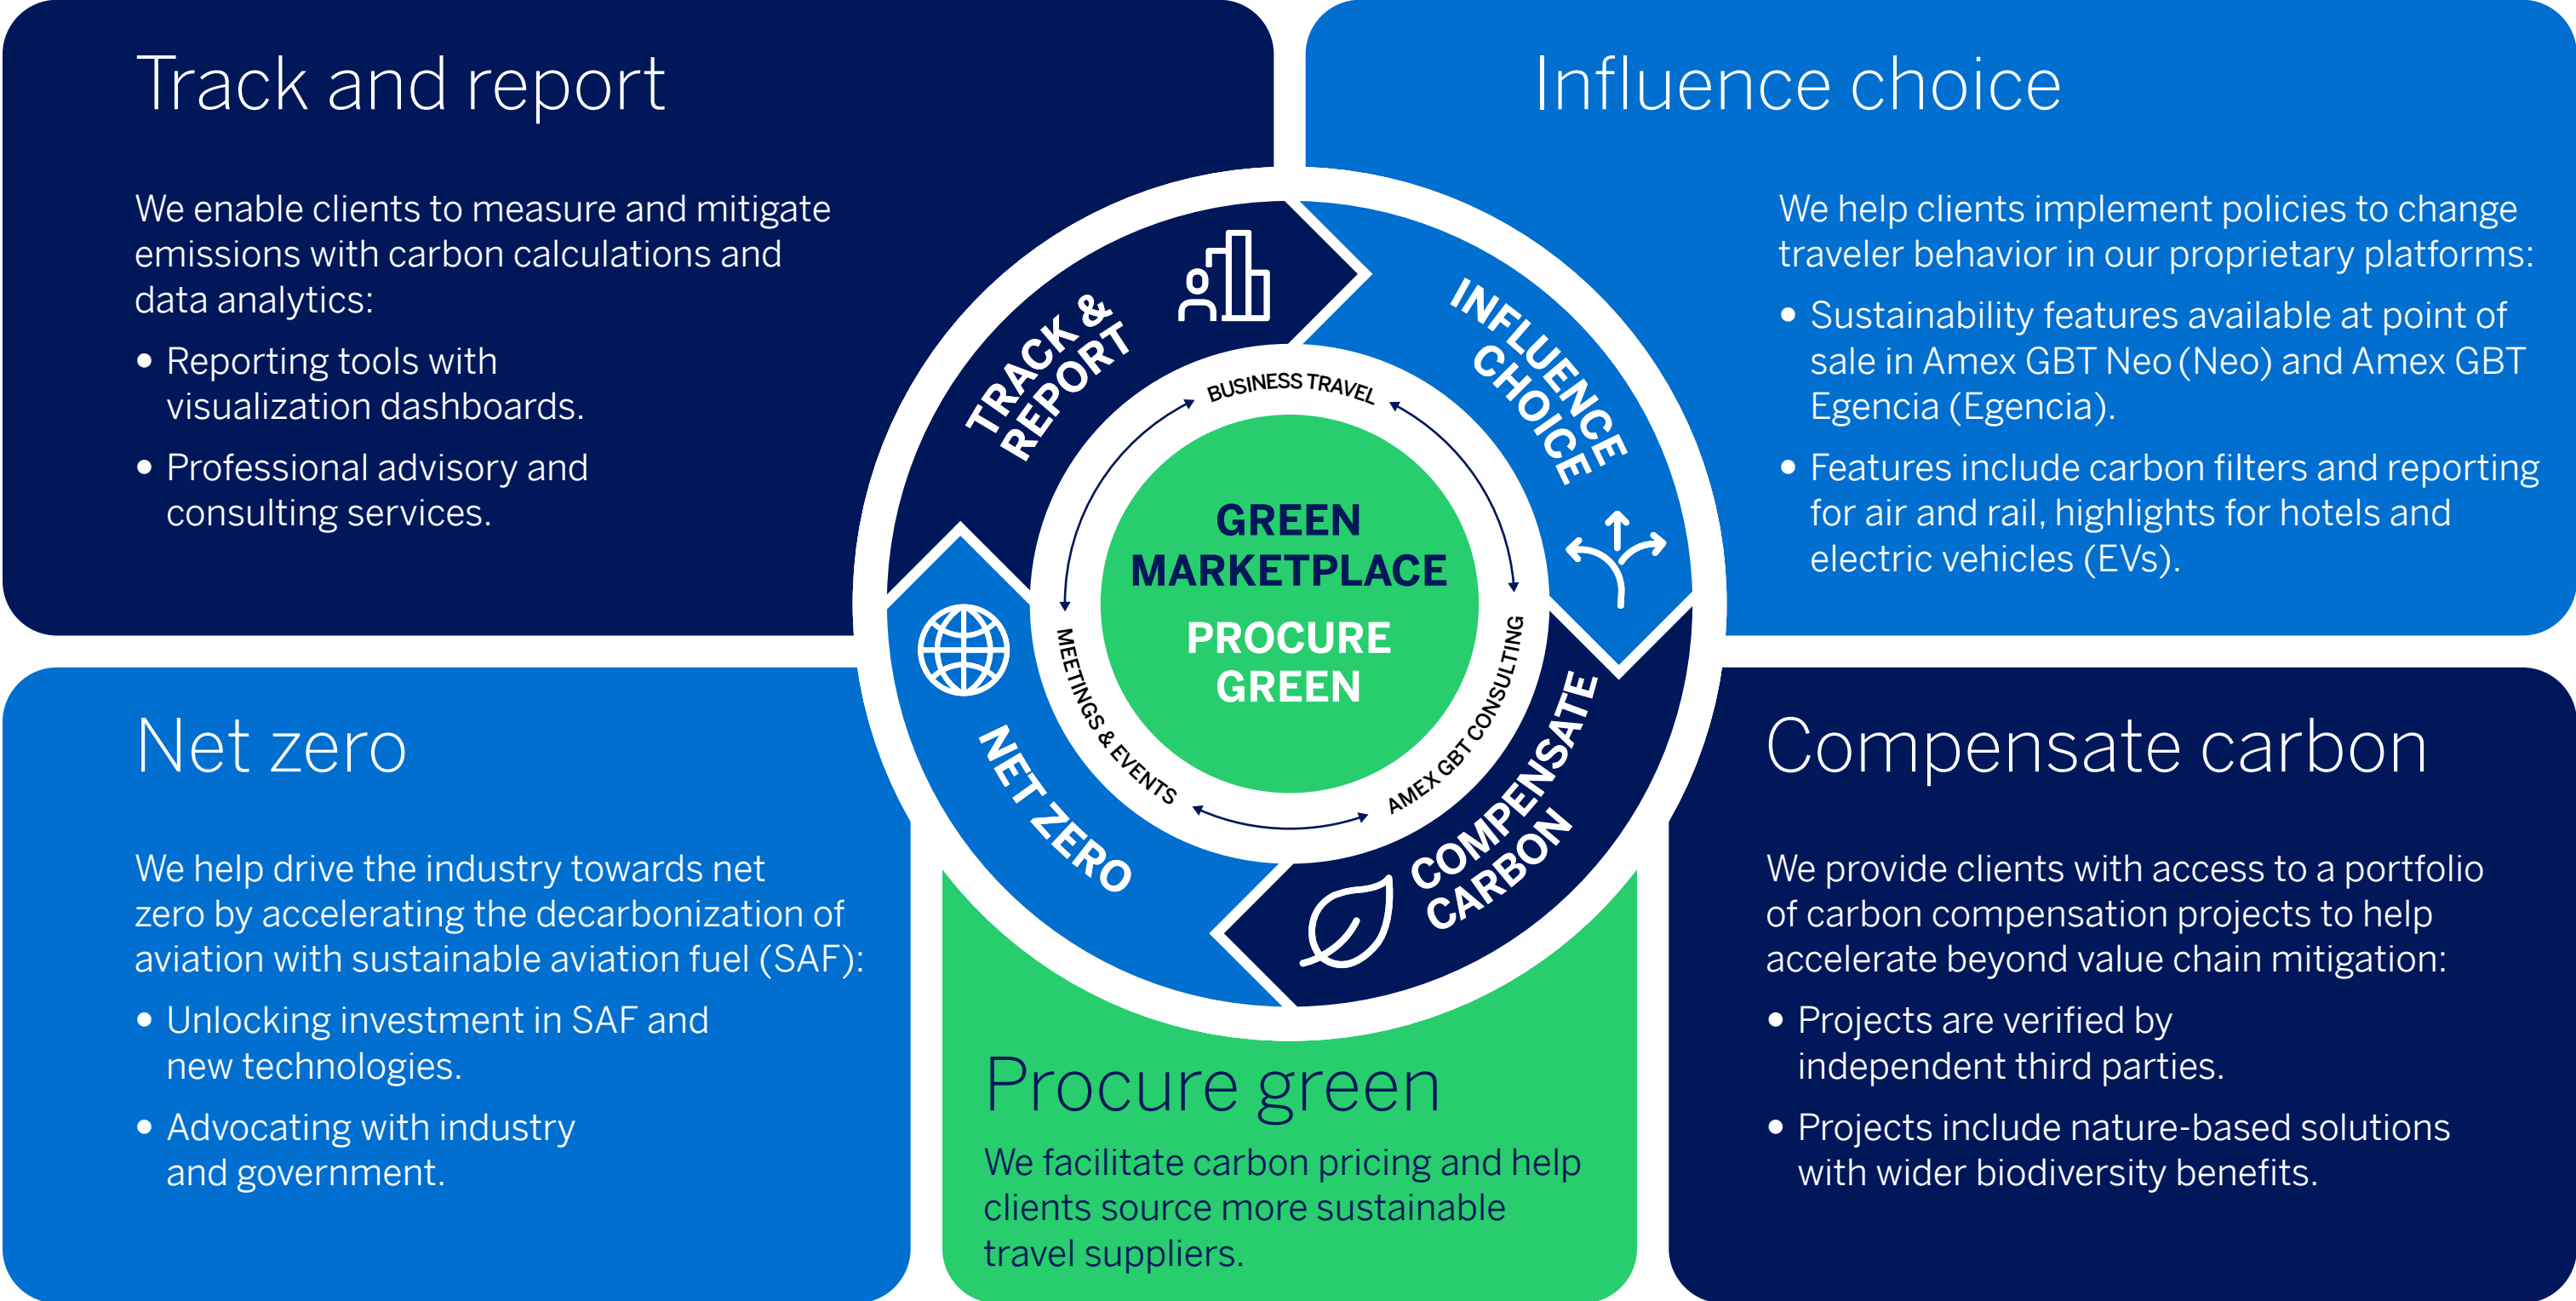 Track and report
We enable clients to measure and mitigate
emissions with carbon calculations and
data analytics:
• Reporting tools with
visualization dashboards.
• Professional advisory and
consulting services.
Influence choice
We help clients implement policies to change
traveler behavior in our proprietary platforms:
• Sustainability features available at point of
sale in Amex GBT Neo (Neo) and Amex GBT
Egencia (Egencia).
• Features include carbon filters and reporting
for air and rail, highlights for hotels and
electric vehicles (EVs).
TRACK &
REPORT
INFLUENCE
CHOICE
COMPENSATE
CARBON
NET ZERO
BUSINESS TRAVEL
AMEX GBT CONSULTING
MEETINGS & EVENTS
GREEN
MARKETPLACE
PROCURE
GREEN
Net zero
We help drive the industry towards net
zero by accelerating the decarbonization of
aviation with sustainable aviation fuel (SAF):
• Unlocking investment in SAF and
new technologies.
• Advocating with industry
and government.
Procure green
We facilitate carbon pricing and help
clients source more sustainable
travel suppliers.
Compensate carbon
We provide clients with access to a portfolio
of carbon compensation projects to help
accelerate beyond value chain mitigation:
• Projects are verified by
independent third parties.
• Projects include nature-based solutions
with wider biodiversity benefits.